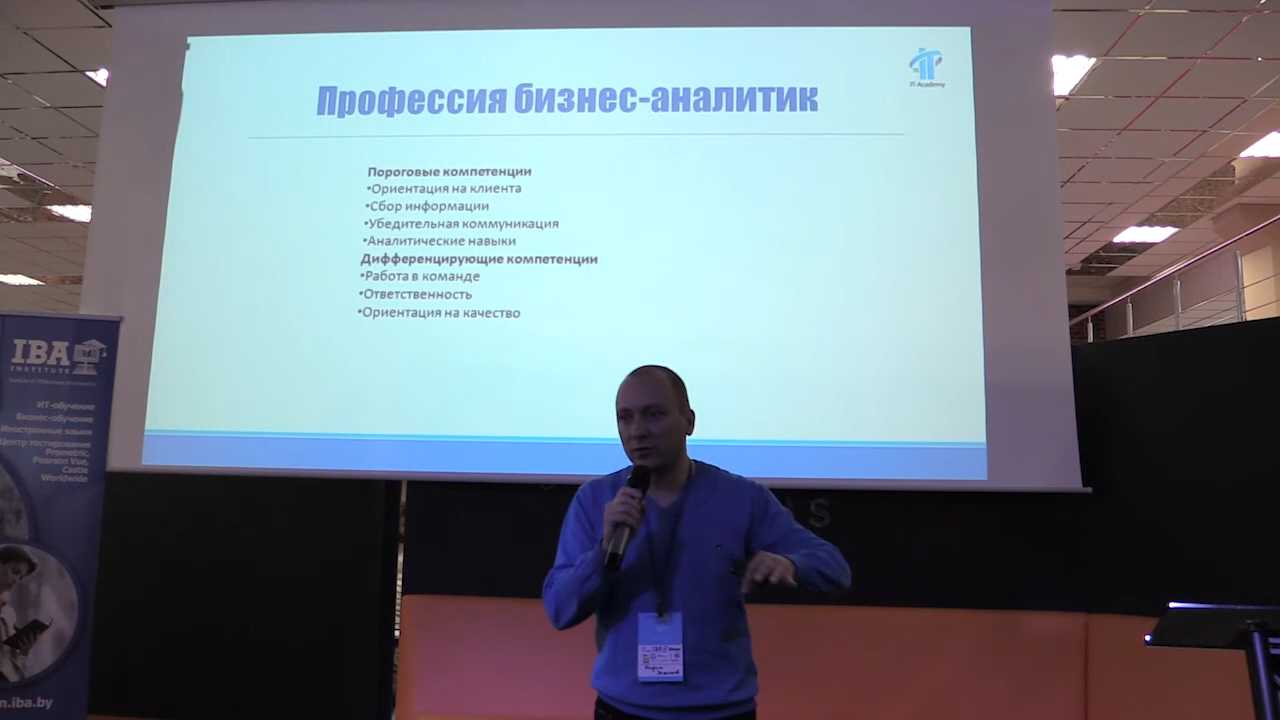 IT-Academy
Профессия бизнес-аналитик
Пороговые компетенции
•Ориентация на клиента
•Сбор информации
•Убедительная коммуникация
•Аналитические навыки
Дифференцирующие компетенции
•Работа в команде
•Ответственность
•Ориентация на качество
IBA
INSTITUTE
ИТ-обучение
Бизнес-обучение
Иностранные языки
Центр тестирования
Prometric,
Pearson Vue,
Castle
Worldwide
n.iba.by